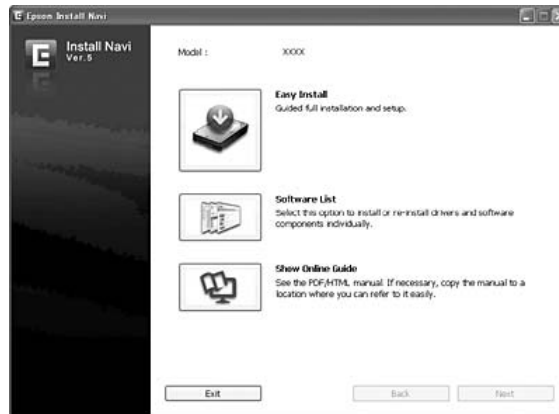 Epson Install Navi
Install Navi
Ver.5
Model : XXXX
Easy Install
Guided full installation and setup.
Software List
Select this option to install or re-install drivers and software
components individually.
Show Online Guide
See the PDF/HTML manual. If necessary, copy the manual to a
location where you can refer to it easily.
Exit
Back
Next